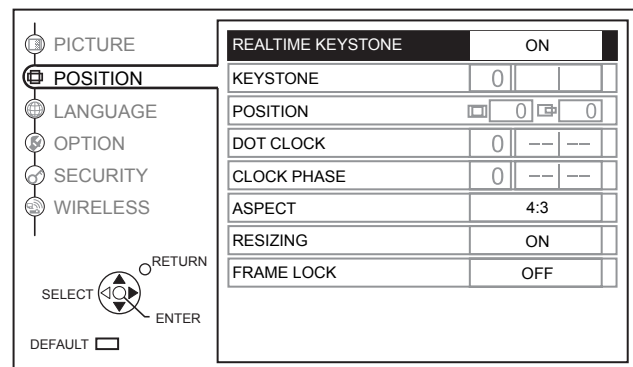 PICTURE
POSITION
LANGUAGE
OPTION
SECURITY
WIRELESS
RETURN
SELECT
ENTER
DEFAULT
REALTIME KEYSTONE ON
KEYSTONE 0
POSITION 0 0
DOT CLOCK 0 -- --
CLOCK PHASE 0 -- --
ASPECT 4:3
RESIZING ON
FRAME LOCK OFF